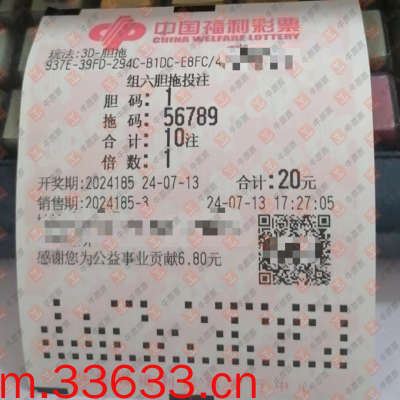 中国福利彩票
CHINA WELFARE LOTTERY
玩法:3D-胆拖
937E-39FD-294C-B1DC-E8FC/4
组六胆拖投注
胆 码: 1
拖 码: 56789
合 计: 10注
倍 数: 1
开奖期:2024185 24-07-13 合计:20元
销售期:2024185-3 24-07-13 17:27:05
感谢您为公益事业贡献6.80元
m.33633.cn